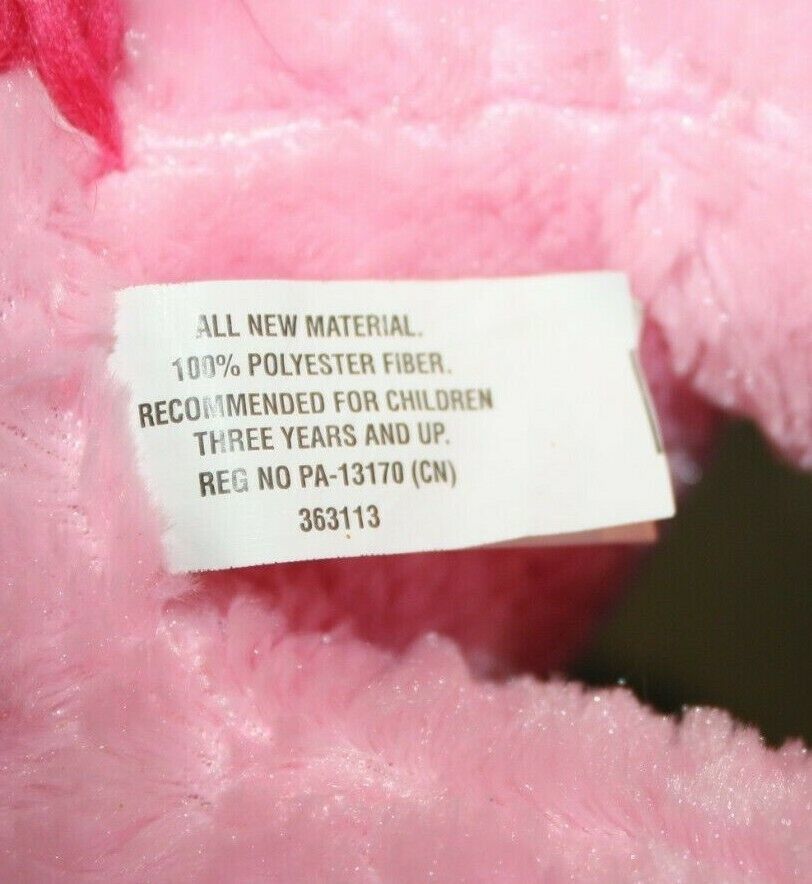 ALL NEW MATERIAL.
100% POLYESTER FIBER.
RECOMMENDED FOR CHILDREN
THREE YEARS AND UP.
REG NO PA-13170 (CN)
363113